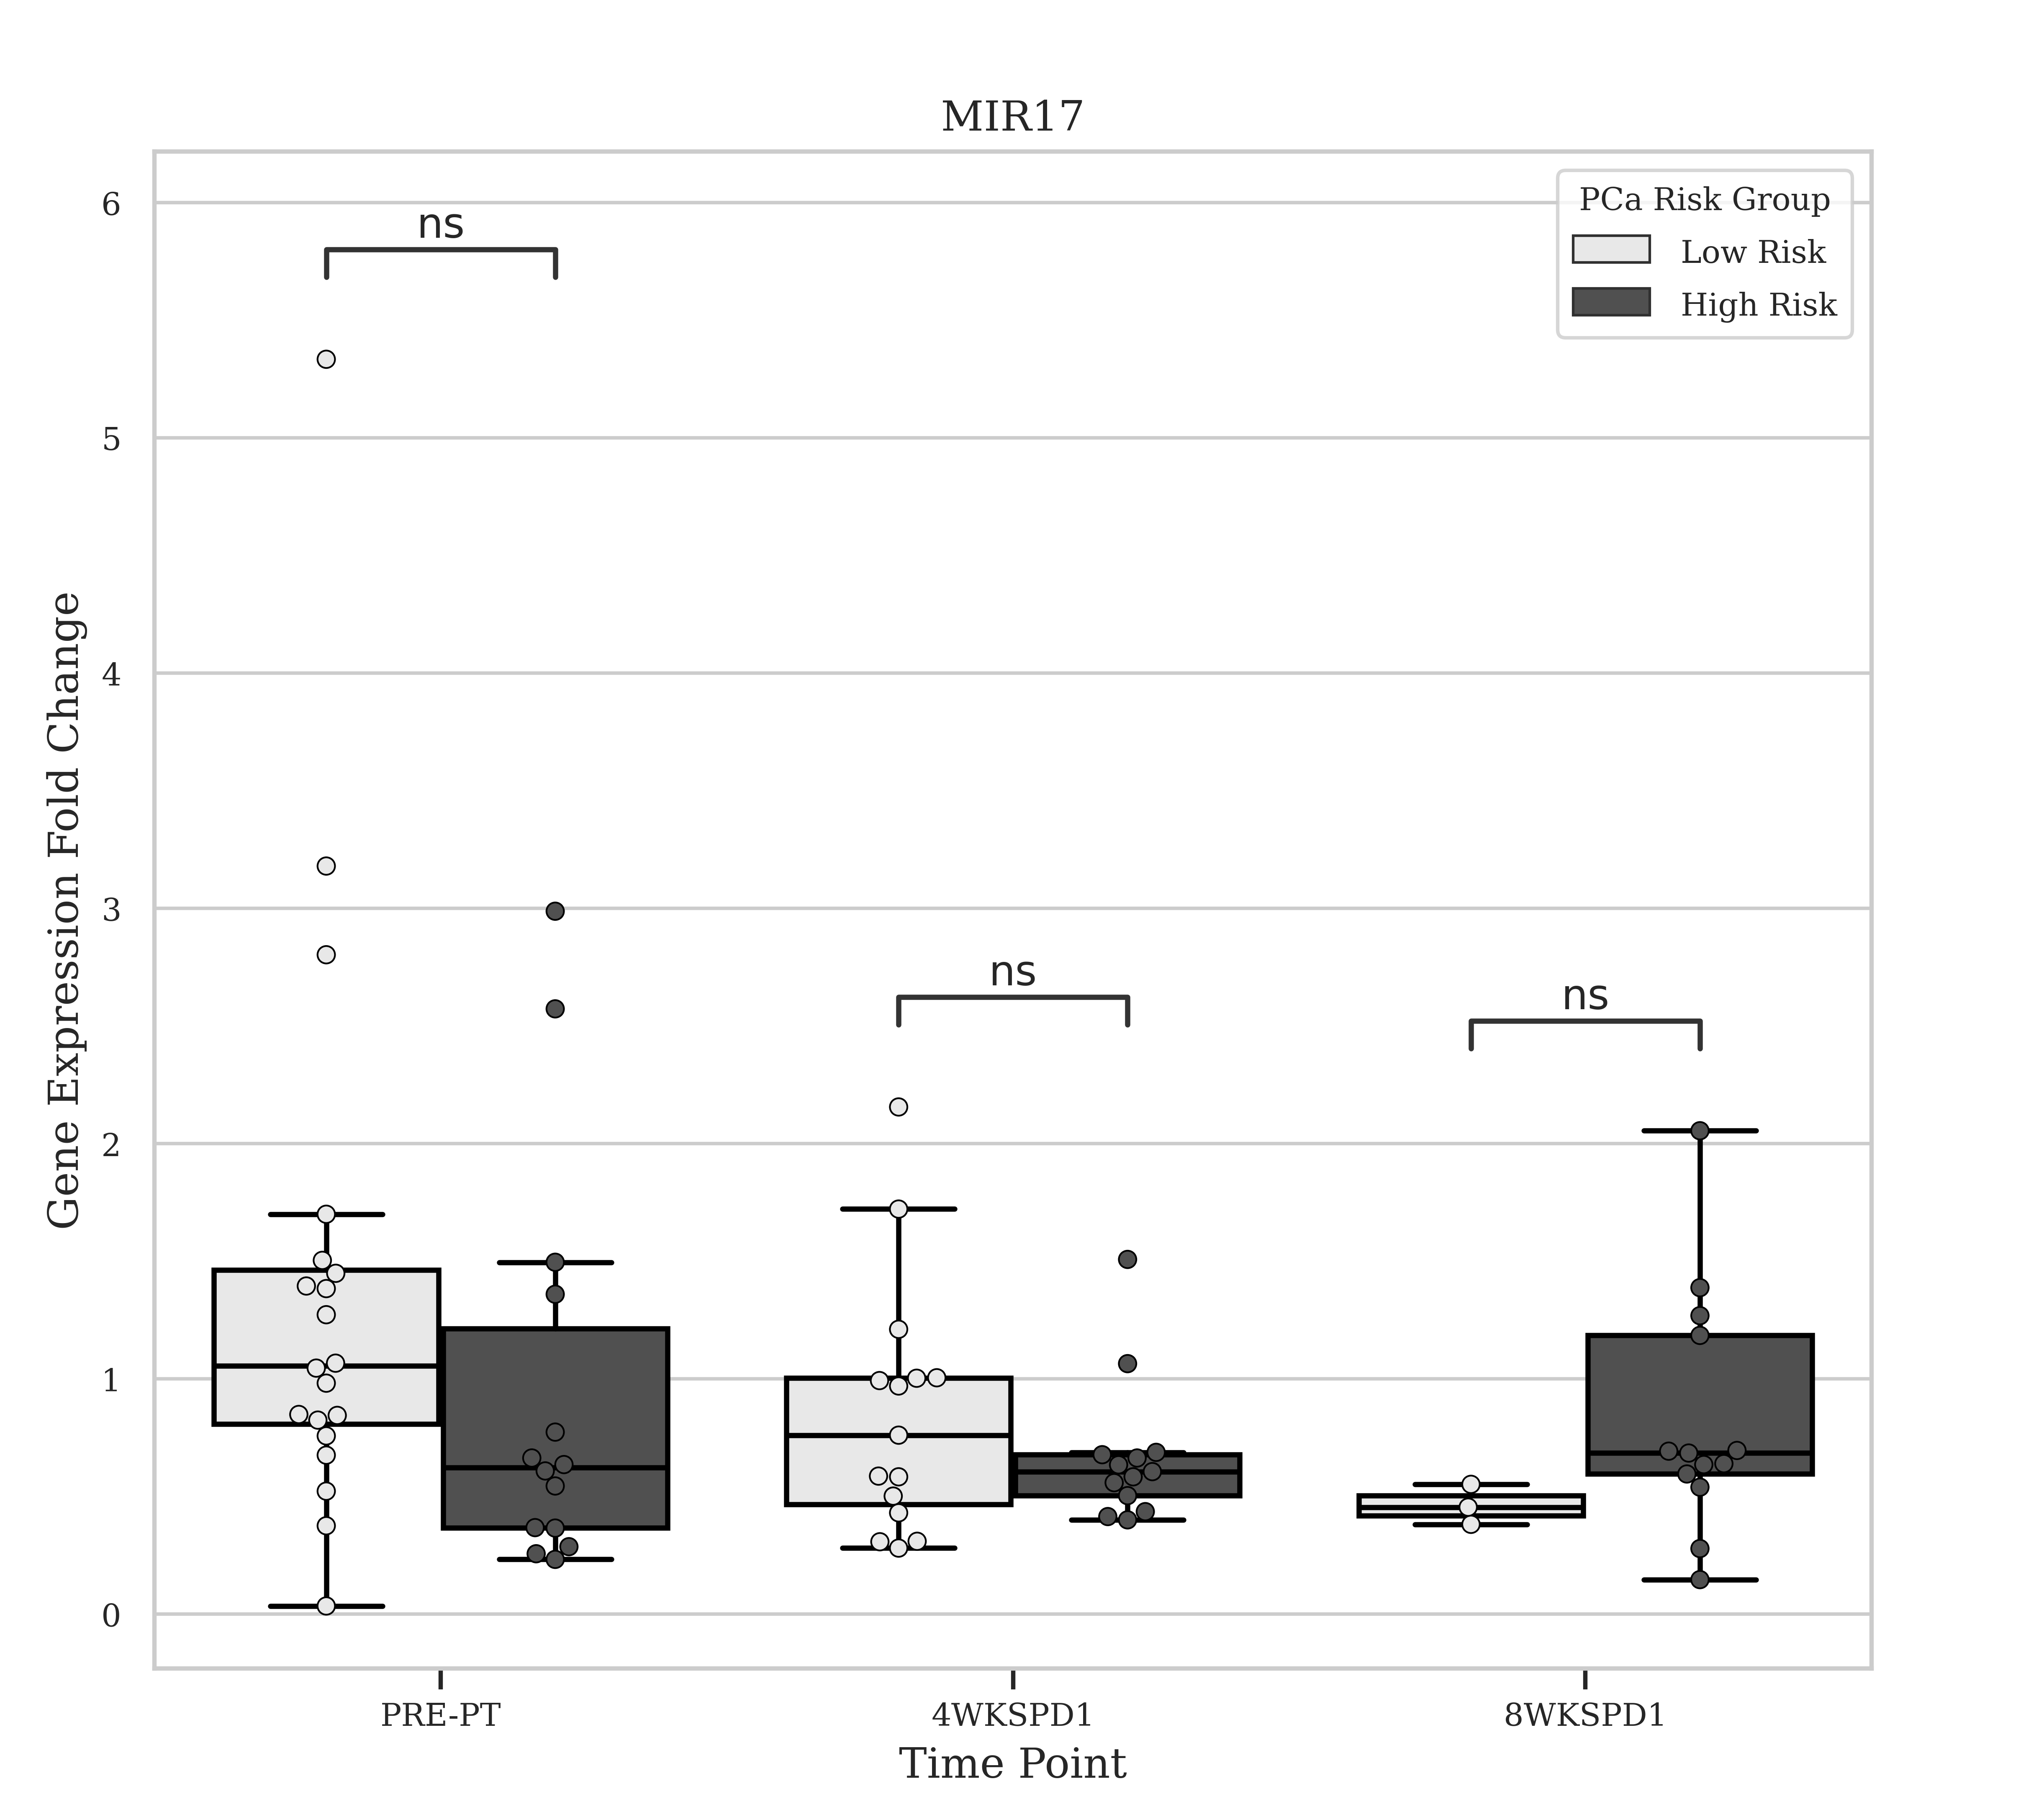 MIR17
PCa Risk Group
Low Risk
High Risk
ns
ns
ns
6
5
4
3
2
1
0
Gene Expression Fold Change
PRE-PT
4WKSPD1
8WKSPD1
Time Point